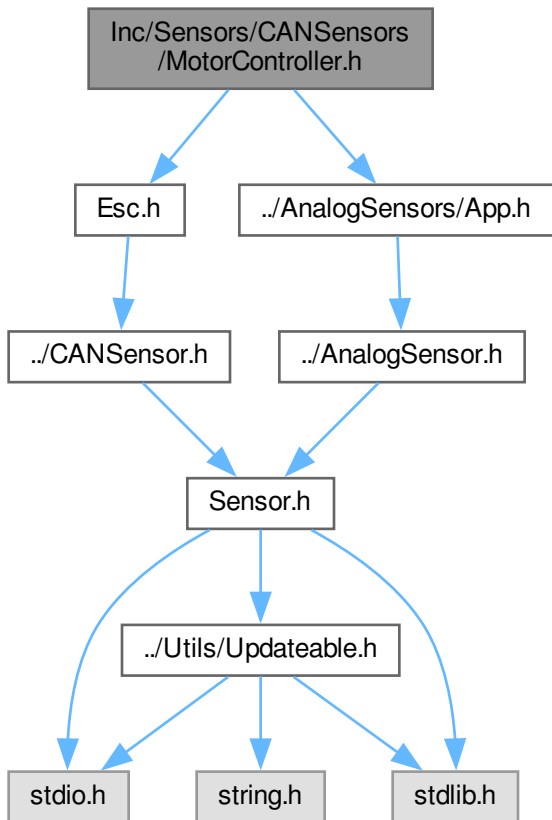 Inc/Sensors/CANSensors
/MotorController.h
Esc.h
../AnalogSensors/App.h
../CANSensor.h
../AnalogSensor.h
Sensor.h
../Utils/Updateable.h
stdio.h
string.h
stdlib.h